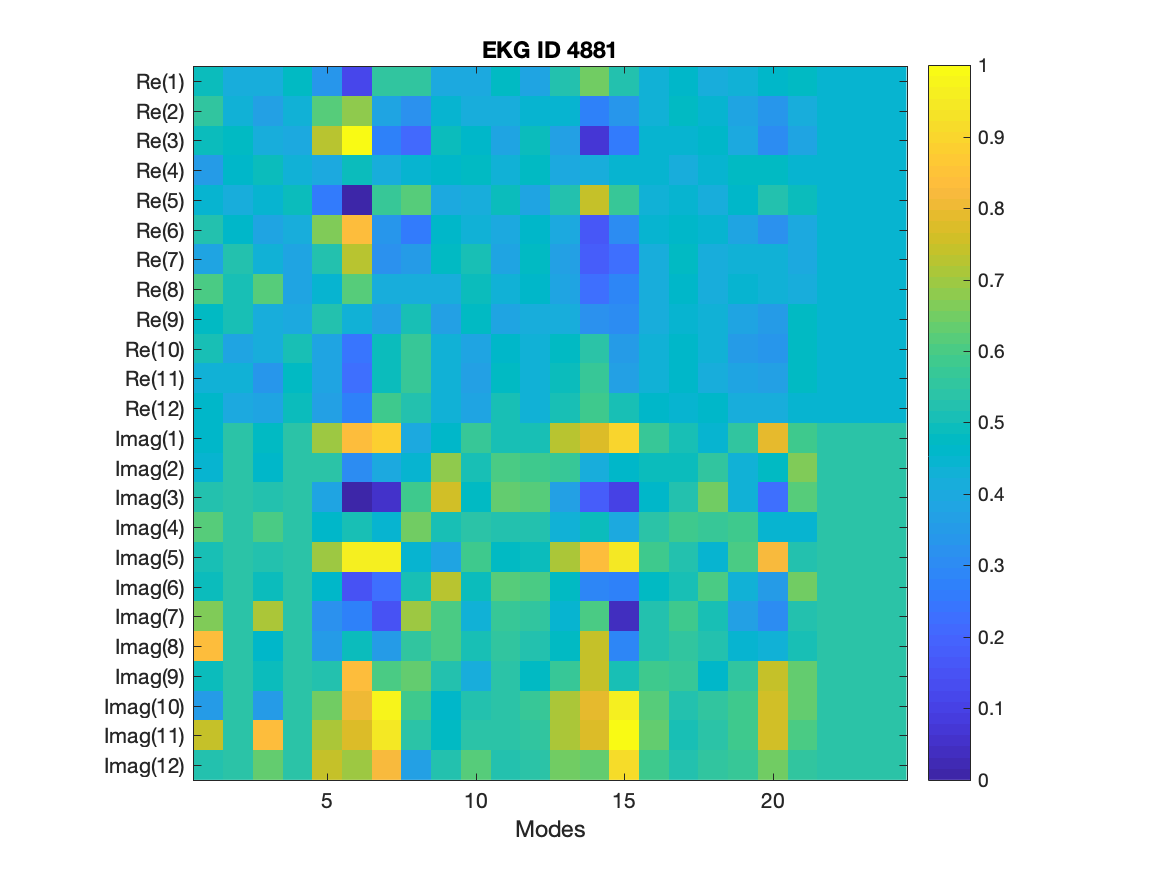 EKG ID 4881
Re(1)
Re(2)
Re(3)
Re(4)
Re(5)
Re(6)
Re(7)
Re(8)
Re(9)
Re(10)
Re(11)
Re(12)
Imag(1)
Imag(2)
Imag(3)
Imag(4)
Imag(5)
Imag(6)
Imag(7)
Imag(8)
Imag(9)
Imag(10)
Imag(11)
Imag(12)
5 10 15 20
Modes
1
0.9
0.8
0.7
0.6
0.5
0.4
0.3
0.2
0.1
0